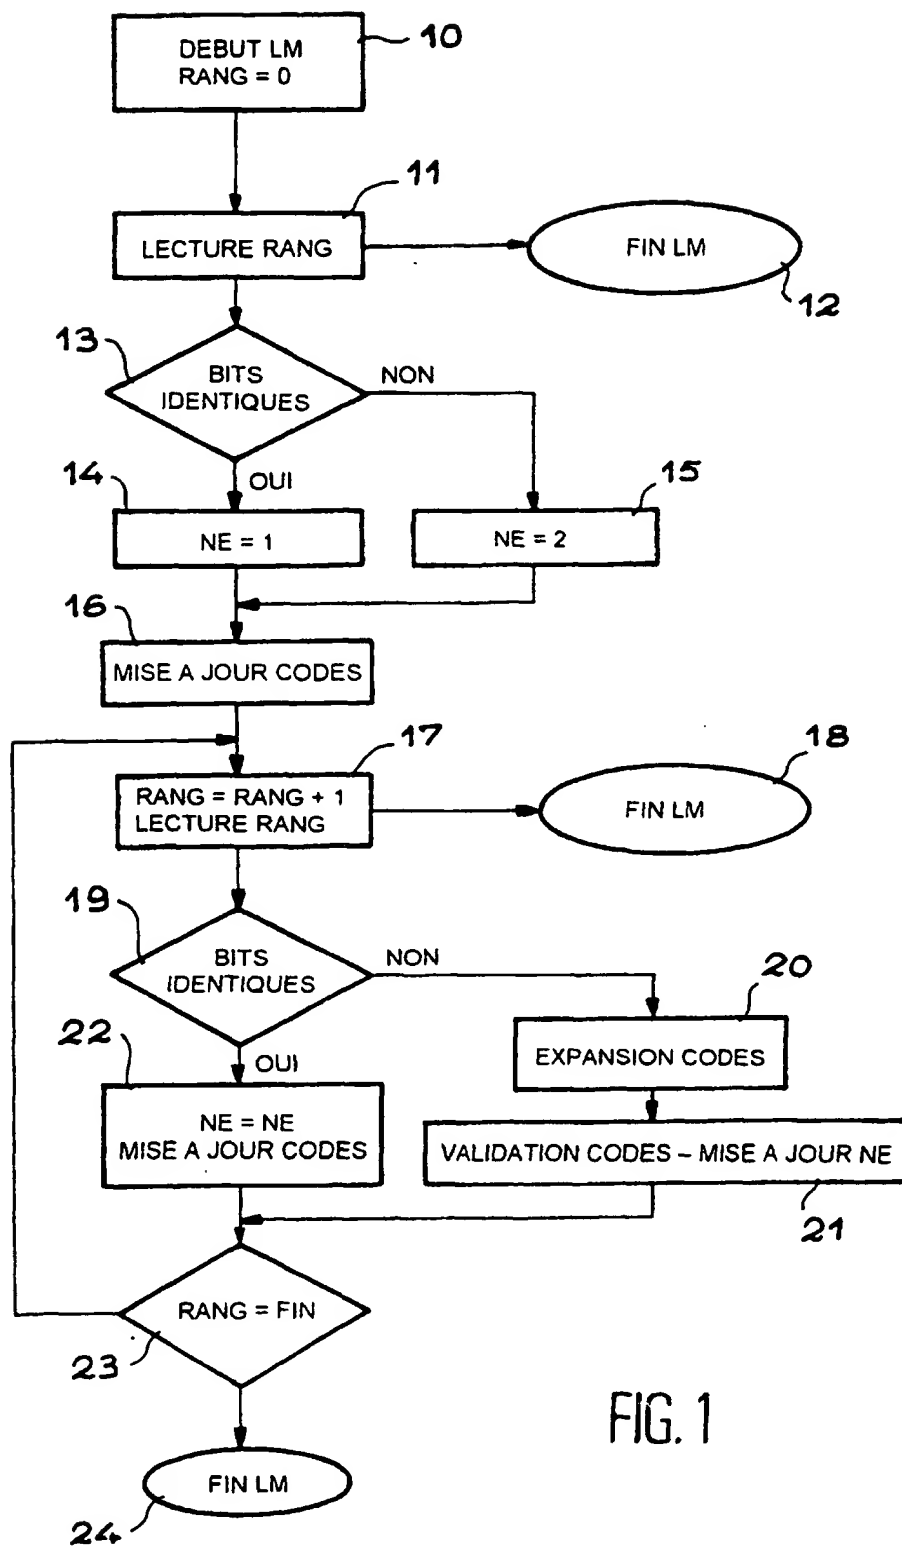 10
DEBUT LM
RANG = 0
11
LECTURE RANG
FIN LM
12
13
BITS
IDENTIQUES
NON
OUI
14
NE = 1
15
NE = 2
16
MISE A JOUR CODES
17
RANG = RANG + 1
LECTURE RANG
18
FIN LM
19
BITS
IDENTIQUES
NON
OUI
20
EXPANSION CODES
22
NE = NE
MISE A JOUR CODES
VALIDATION CODES – MISE A JOUR NE
21
RANG = FIN
23
FIN LM
24
FIG. 1